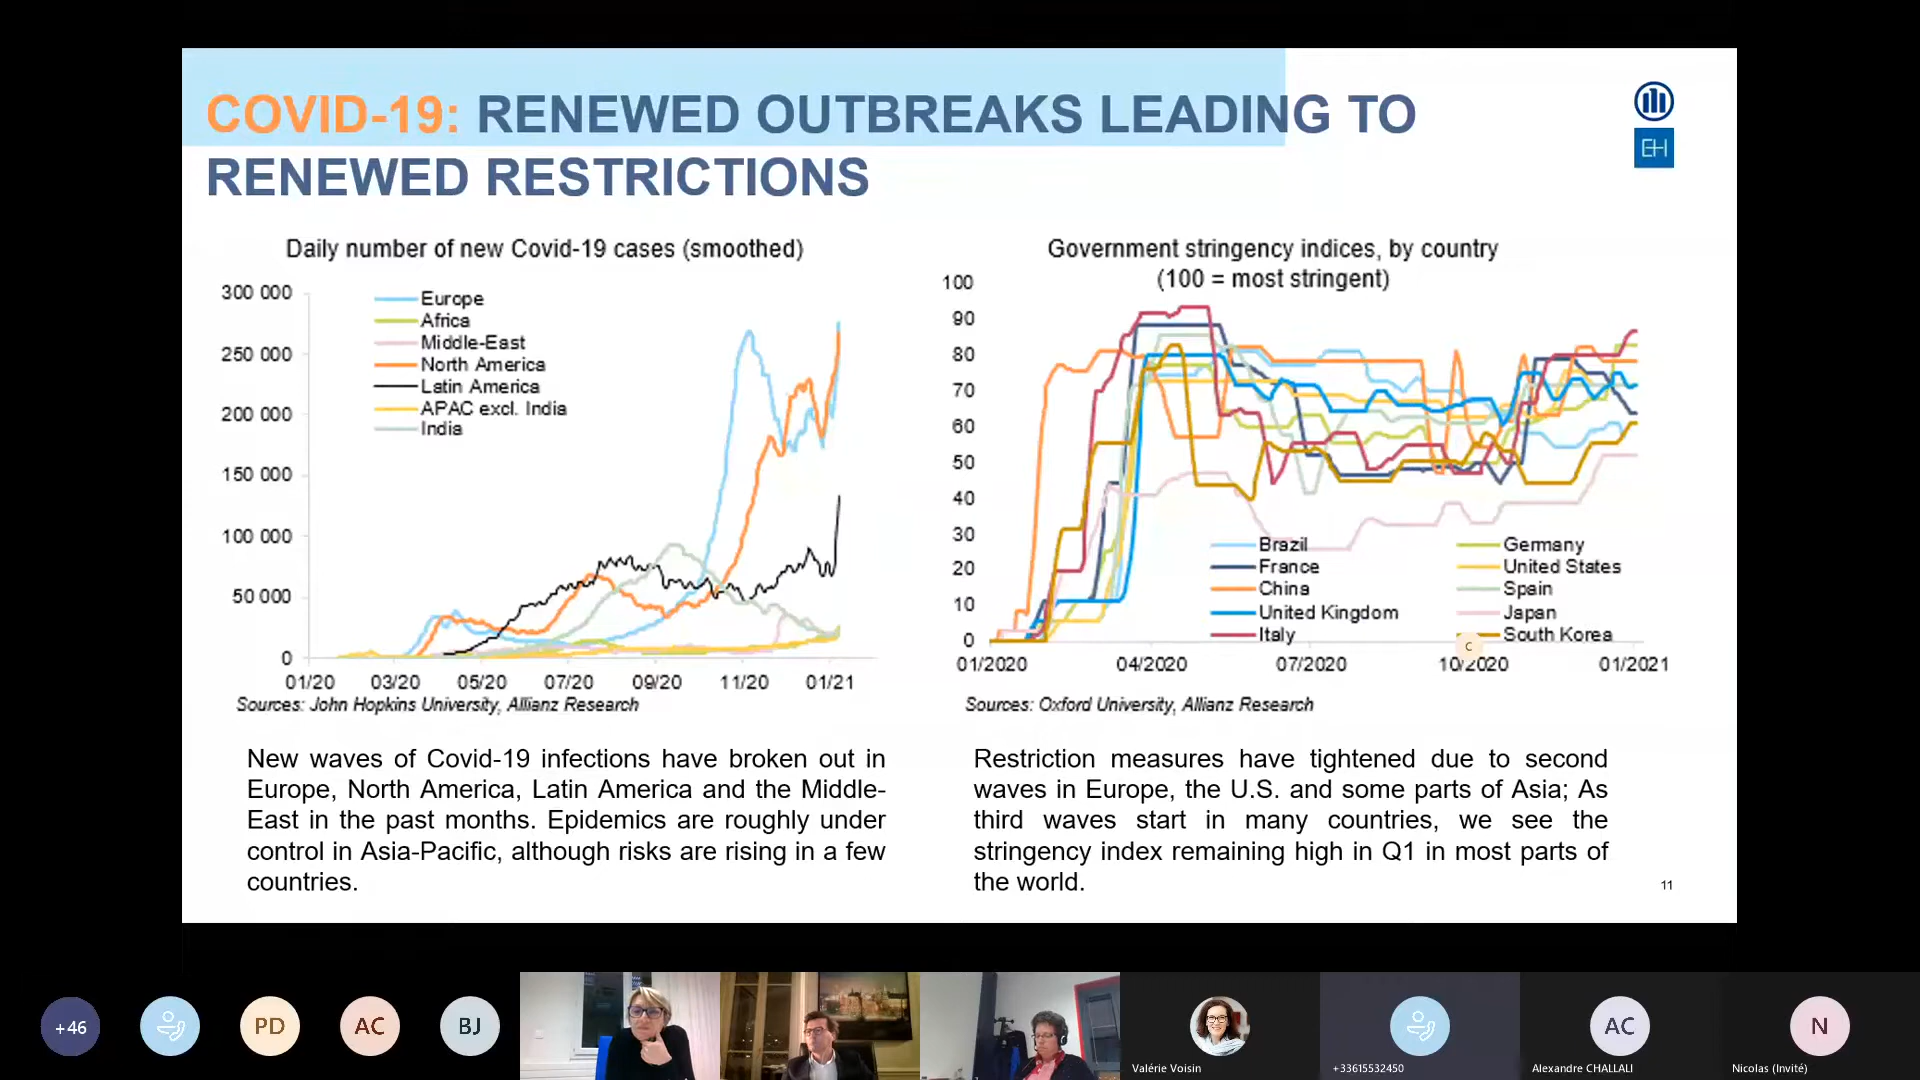 COVID-19: RENEWED OUTBREAKS LEADING TO
RENEWED RESTRICTIONS
EH
Daily number of new Covid-19 cases (smoothed)
300 000
250 000
200 000
150 000
100 000
50 000
0
Europe
Africa
Middle-East
North America
Latin America
APAC excl. India
India
01/20 03/20 05/20 07/20 09/20 11/20 01/21
Sources: John Hopkins University, Allianz Research
Government stringency indices, by country
(100 = most stringent)
100
90
80
70
60
50
40
30
20
10
0
Brazil
France
China
United Kingdom
Italy
Germany
United States
Spain
Japan
South Korea
C
01/2020 04/2020 07/2020 10/2020 01/2021
Sources: Oxford University, Allianz Research
New waves of Covid-19 infections have broken out in
Europe, North America, Latin America and the Middle-
East in the past months. Epidemics are roughly under
control in Asia-Pacific, although risks are rising in a few
countries.
Restriction measures have tightened due to second
waves in Europe, the U.S. and some parts of Asia; As
third waves start in many countries, we see the
stringency index remaining high in Q1 in most parts of
the world.
11
+46
PD
AC
BJ
Valérie Voisin
+33615532450
AC
Alexandre CHALLALI
N
Nicolas (Invité)